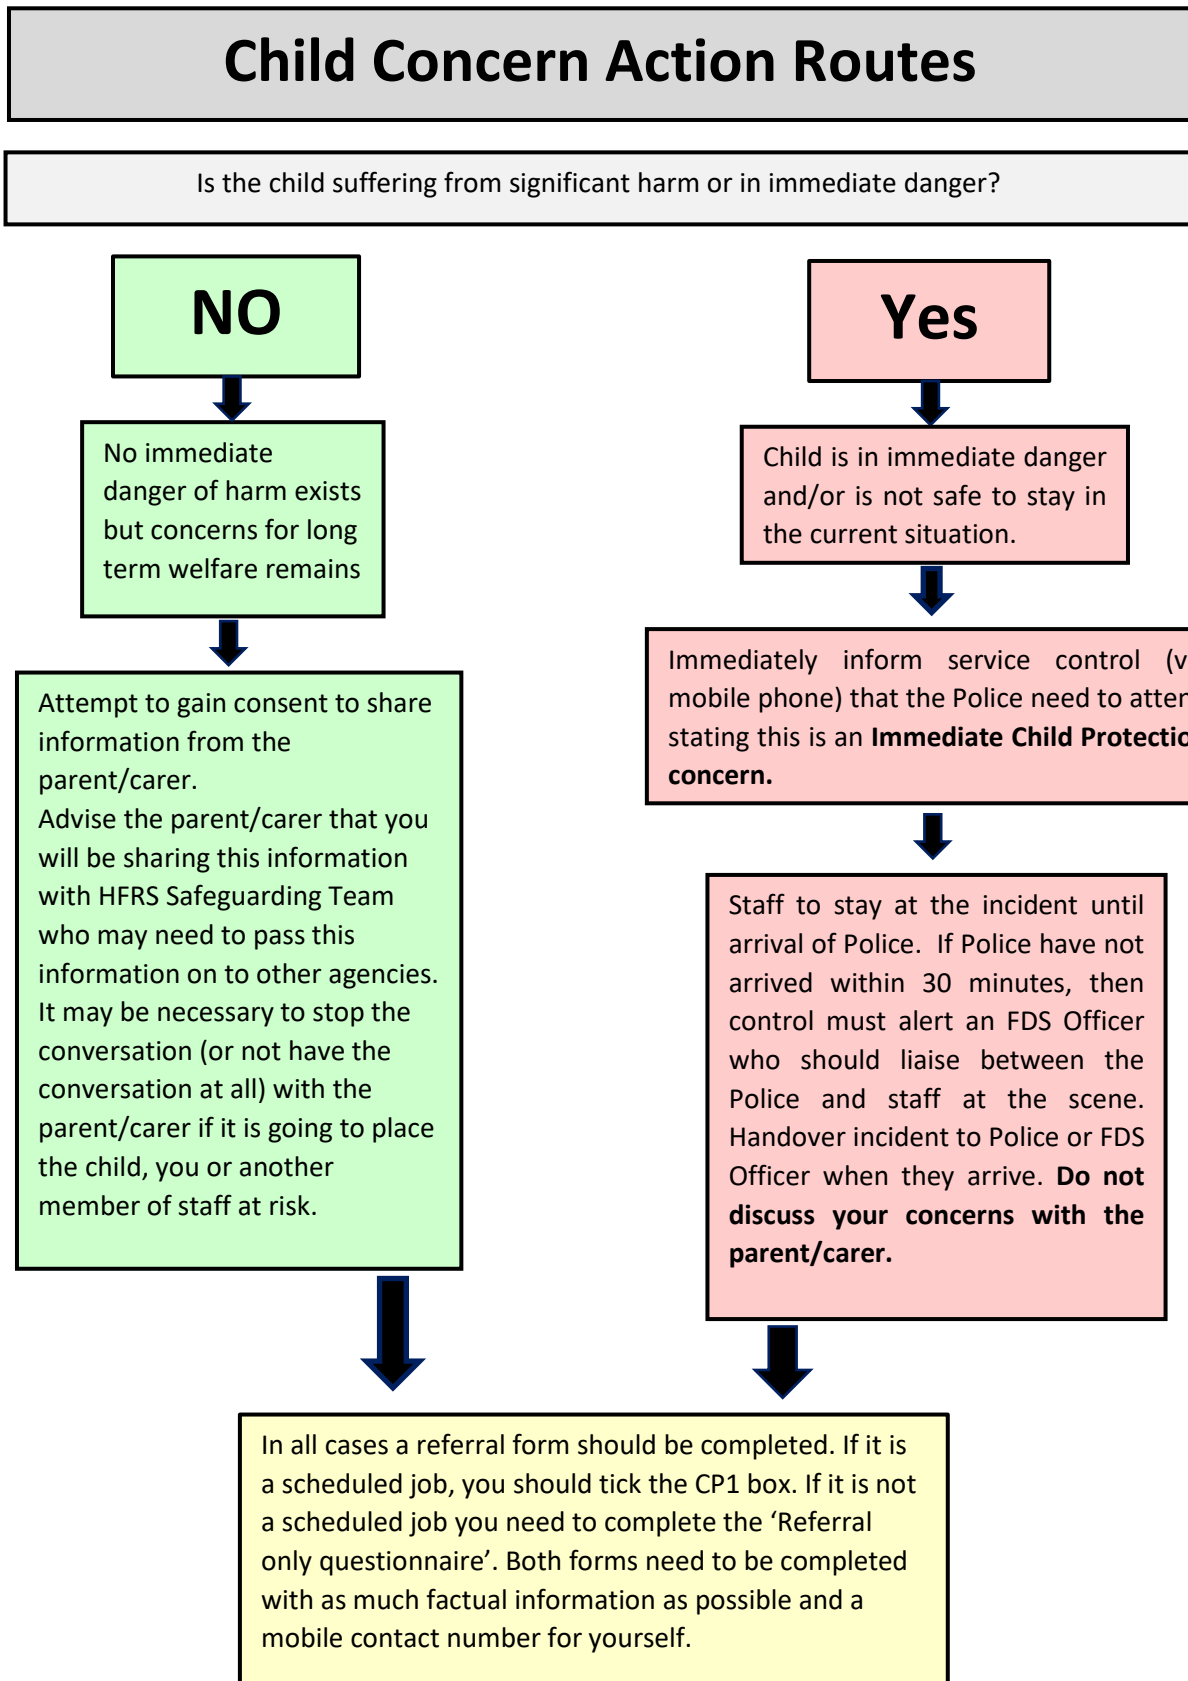 Child Concern Action Routes
Is the child suffering from significant harm or in immediate danger?
NO
No immediate
danger of harm exists
but concerns for long
term welfare remains
Attempt to gain consent to share
information from the
parent/carer.
Advise the parent/carer that you
will be sharing this information
with HFRS Safeguarding Team
who may need to pass this
information on to other agencies.
It may be necessary to stop the
conversation (or not have the
conversation at all) with the
parent/carer if it is going to place
the child, you or another
member of staff at risk.
Yes
Child is in immediate danger
and/or is not safe to stay in
the current situation.
Immediately inform service control (v
mobile phone) that the Police need to atten
stating this is an Immediate Child Protectio
concern.
Staff to stay at the incident until
arrival of Police. If Police have not
arrived within 30 minutes, then
control must alert an FDS Officer
who should liaise between the
Police and staff at the scene.
Handover incident to Police or FDS
Officer when they arrive. Do not
discuss your concerns with the
parent/carer.
In all cases a referral form should be completed. If it is
a scheduled job, you should tick the CP1 box. If it is not
a scheduled job you need to complete the ‘Referral
only questionnaire’. Both forms need to be completed
with as much factual information as possible and a
mobile contact number for yourself.